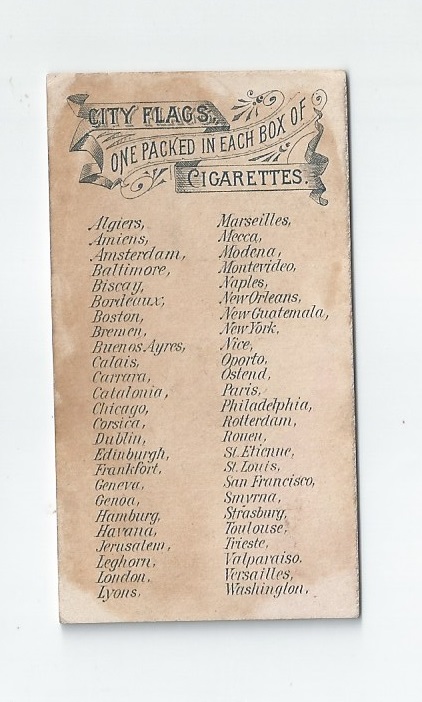 CITY FLAGS,
ONE PACKED IN EACH BOX OF
CIGARETTES.
Algiers,
Amiens,
Amsterdam,
Baltimore,
Biscay,
Bordeaux,
Boston,
Bremen,
Buenos Ayres,
Calais,
Carrara,
Catalonia,
Chicago,
Corsica,
Dublin,
Edinburgh,
Frankfort,
Geneva,
Genoa,
Hamburg,
Havana,
Jerusalem,
Leghorn,
London,
Lyons,
Marseilles,
Mecca,
Modena,
Montevideo,
Naples,
New Orleans,
New Guatemala,
New York,
Nice,
Oporto,
Ostend,
Paris,
Philadelphia,
Rotterdam,
Rouen,
St. Etienne,
St. Louis,
San Francisco,
Smyrna,
Strasburg,
Toulouse,
Trieste,
Valparaiso.
Versailles,
Washington,